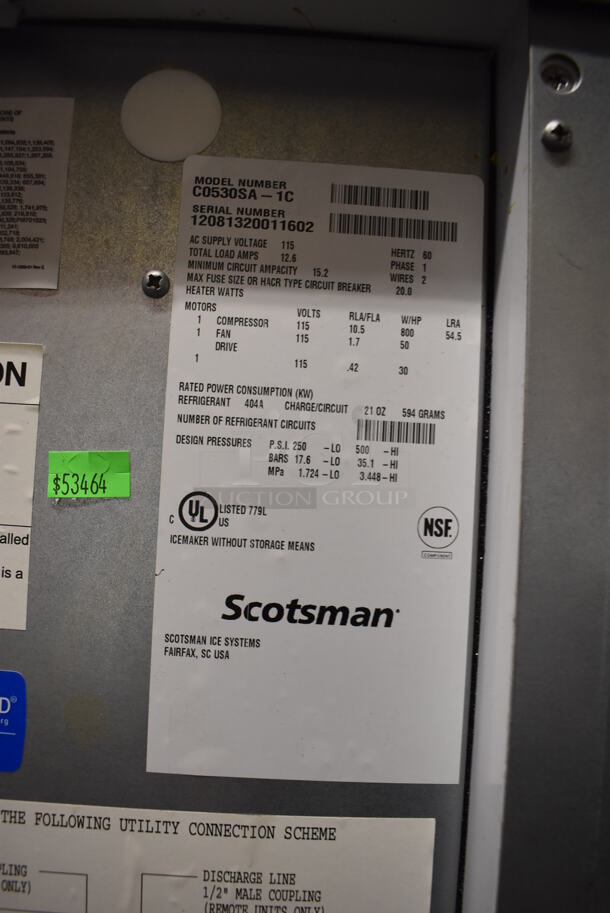 MODEL NUMBER
C0530SA - 1C
SERIAL NUMBER
12081320011602
AC SUPPLY VOLTAGE 115 HERTZ 60
TOTAL LOAD AMPS 12.6 PHASE 1
MINIMUM CIRCUIT AMPACITY 15.2 WIRES 2
MAX FUSE SIZE OR HACR TYPE CIRCUIT BREAKER 20.0
HEATER WATTS
MOTORS VOLTS RLA/FLA W/HP LRA
1 COMPRESSOR 115 10.5 800 54.5
1 FAN 115 1.7 50
DRIVE
1 115 .42 30
RATED POWER CONSUMPTION (KW)
REFRIGERANT 404A CHARGE/CIRCUIT 21 OZ 594 GRAMS
NUMBER OF REFRIGERANT CIRCUITS
DESIGN PRESSURES P.S.I. 250 - LO 500 - HI
BARS 17.6 - LO 35.1 - HI
MPa 1.724 - LO 3.448 - HI
C UL US LISTED 779L
NSF.
COMPONENT
ICEMAKER WITHOUT STORAGE MEANS
Scotsman
SCOTSMAN ICE SYSTEMS
FAIRFAX, SC USA
$53464
AUCTION GROUP
ON
alled
is a
D®
rg
THE FOLLOWING UTILITY CONNECTION SCHEME
PLING
ONLY)
DISCHARGE LINE
1/2" MALE COUPLING
(REMOTE UNITS ONLY)